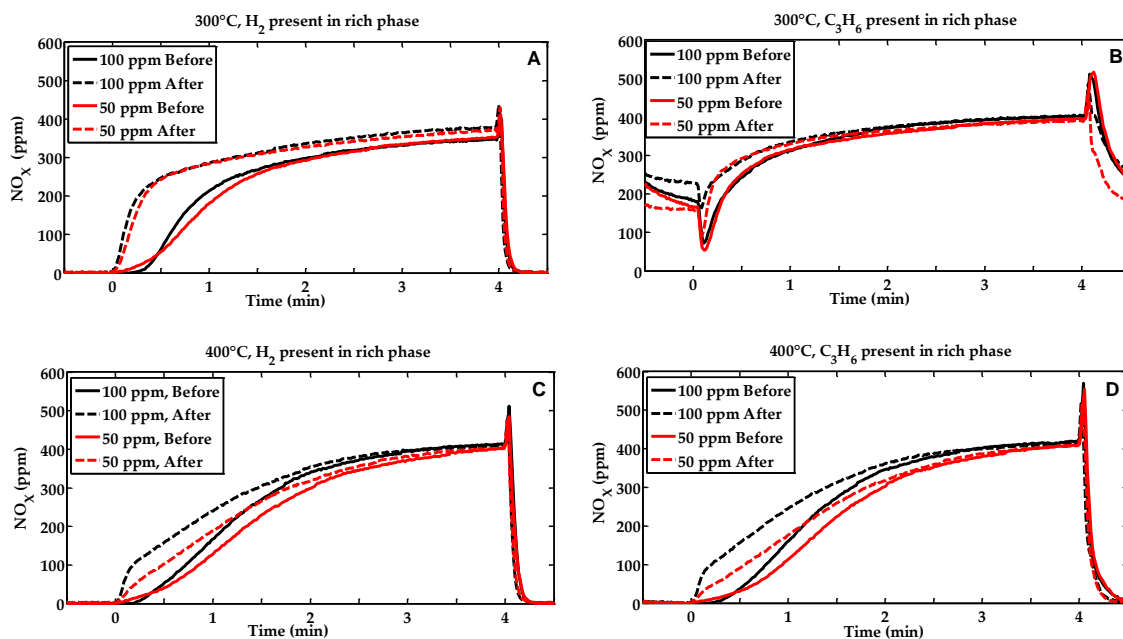 300°C, H2 present in rich phase
600
500
400
300
200
100
0
NOX (ppm)
100 ppm Before
100 ppm After
50 ppm Before
50 ppm After
A
0 1 2 3 4
Time (min)
300°C, C3H6 present in rich phase
600
500
400
300
200
100
0
NOX (ppm)
100 ppm Before
100 ppm After
50 ppm Before
50 ppm After
B
0 1 2 3 4
Time (min)
400°C, H2 present in rich phase
600
500
400
300
200
100
0
NOX (ppm)
100 ppm, Before
100 ppm, After
50 ppm, Before
50 ppm, After
C
0 1 2 3 4
Time (min)
400°C, C3H6 present in rich phase
600
500
400
300
200
100
0
NOX (ppm)
100 ppm Before
100 ppm After
50 ppm Before
50 ppm After
D
0 1 2 3 4
Time (min)